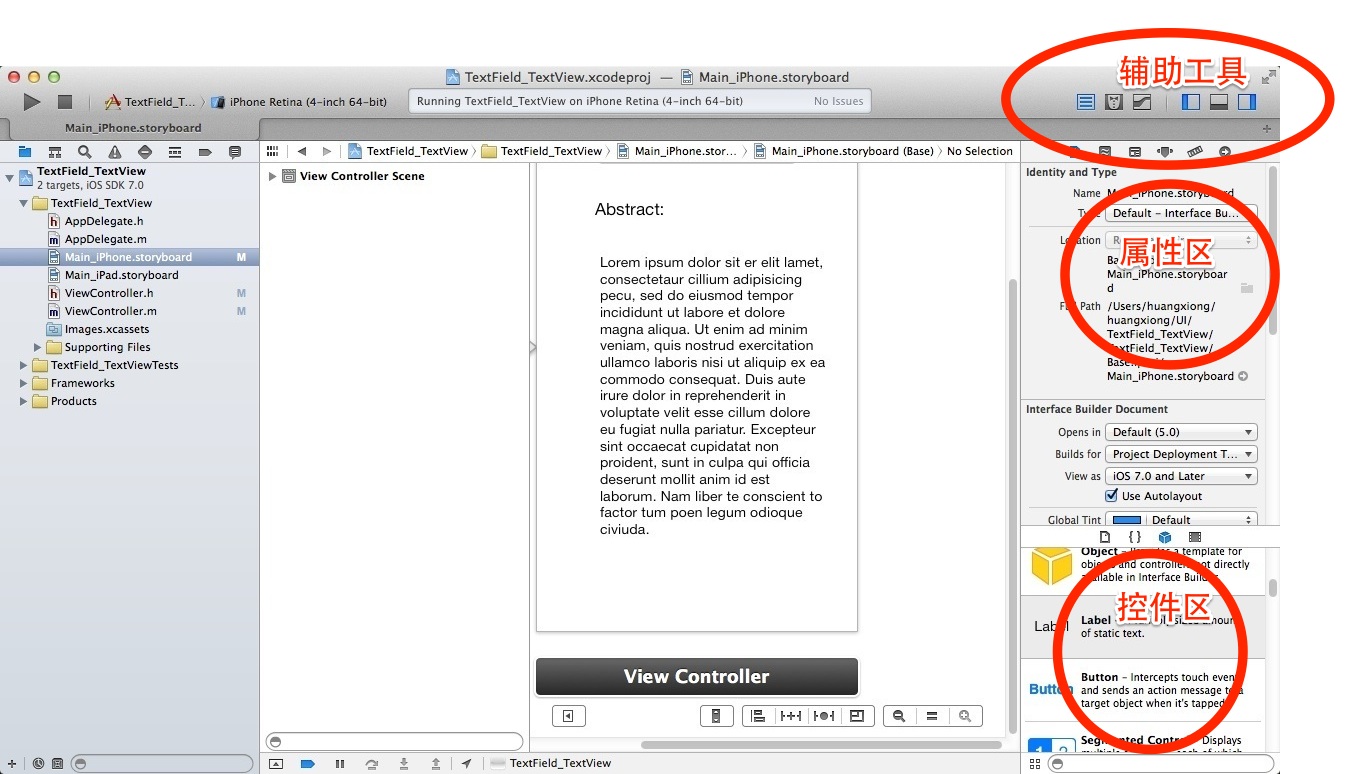 TextField_TextView.xcodeproj — Main_iPhone.storyboard
辅助工具
TextField_T... 〉 iPhone Retina (4-inch 64-bit)
Running TextField_TextView on iPhone Retina (4-inch 64-bit) No Issues
Main_iPhone.storyboard
TextField_TextView 〉 TextField_TextView 〉 Main_iPhone.stor... 〉 Main_iPhone.storyboard (Base) 〉 No Selection
TextField_TextView
2 targets, iOS SDK 7.0
TextField_TextView
AppDelegate.h
AppDelegate.m
Main_iPhone.storyboard M
Main_iPad.storyboard
ViewController.h M
ViewController.m M
Images.xcassets
Supporting Files
TextField_TextViewTests
Frameworks
Products
View Controller Scene
Abstract:
Lorem ipsum dolor sit er elit lamet,
consectetaur cillium adipisicing
pecu, sed do eiusmod tempor
incididunt ut labore et dolore
magna aliqua. Ut enim ad minim
veniam, quis nostrud exercitation
ullamco laboris nisi ut aliquip ex ea
commodo consequat. Duis aute
irure dolor in reprehenderit in
voluptate velit esse cillum dolore
eu fugiat nulla pariatur. Excepteur
sint occaecat cupidatat non
proident, sunt in culpa qui officia
deserunt mollit anim id est
laborum. Nam liber te conscient to
factor tum poen legum odioque
civiuda.
View Controller
TextField_TextView
Identity and Type
Name Main_iPhone.storyboard
Type Default – Interface Bu...
Location
属性区
Main_iPhone.storyboar
d
Full Path /Users/huangxiong/
huangxiong/UI/
TextField_TextView/
TextField_TextView/
Main_iPhone.storyboard
Interface Builder Document
Opens in Default (5.0)
Builds for Project Deployment T...
View as iOS 7.0 and Later
Use Autolayout
Global Tint Default
Object – Provides a template for
objects and controllers not directly
available in Interface Builder.
控件区
Label
Label
of static text.
Button
Button – Intercepts touch events
and sends an action message to a
target object when it's tapped.
1 2
Segmented Control – Displays